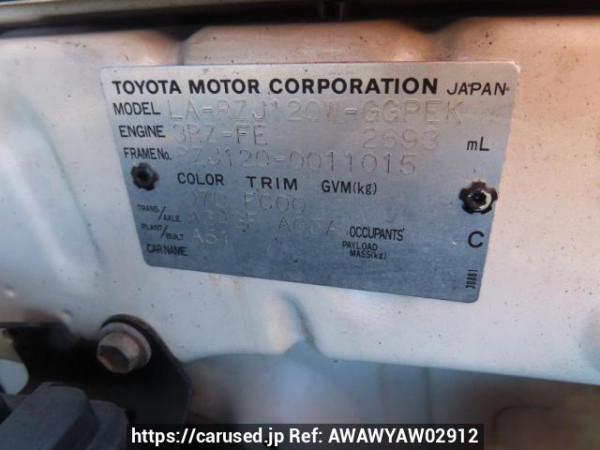 TOYOTA MOTOR CORPORATION JAPAN
MODEL LA-RZJ120W-GGPEK
ENGINE 3RZ-FE 2693 mL
FRAME No. RZJ120-0011015
COLOR TRIM GVM(kg)
FC00
TRANS/AXLE OCCUPANTS
PLANT/BUILT PAYLOAD MASS(kg) C
CAR NAME
https://carused.jp Ref: AWAWYAW02912